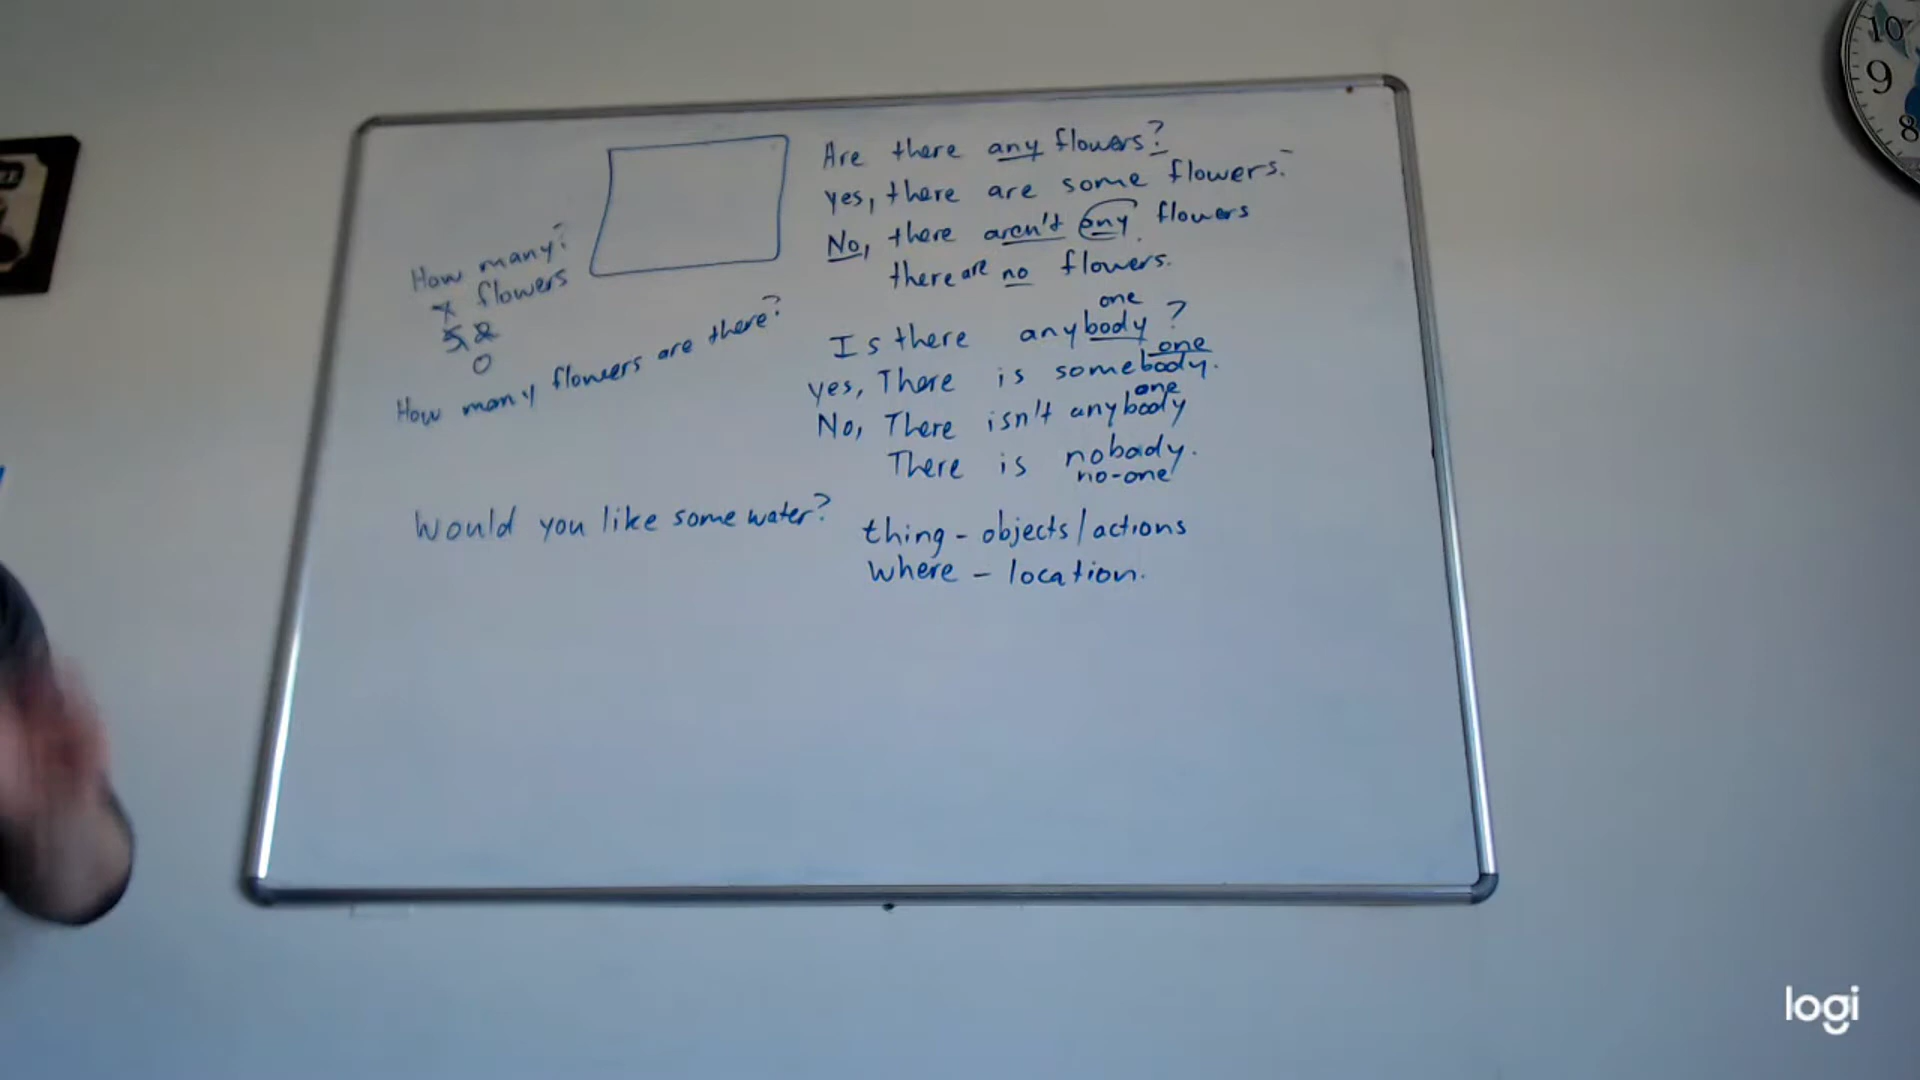 How many?
x flowers
5 &
0
How many flowers are there?
Would you like some water?
Are there any flowers?
yes, there are some flowers.
No, there aren't any flowers
there are no flowers.
one
Is there anybody?
one
yes, There is somebody.
one
No, There isn't anybody
There is nobody.
no-one
thing - objects/actions
where - location.
10
9
8
logi